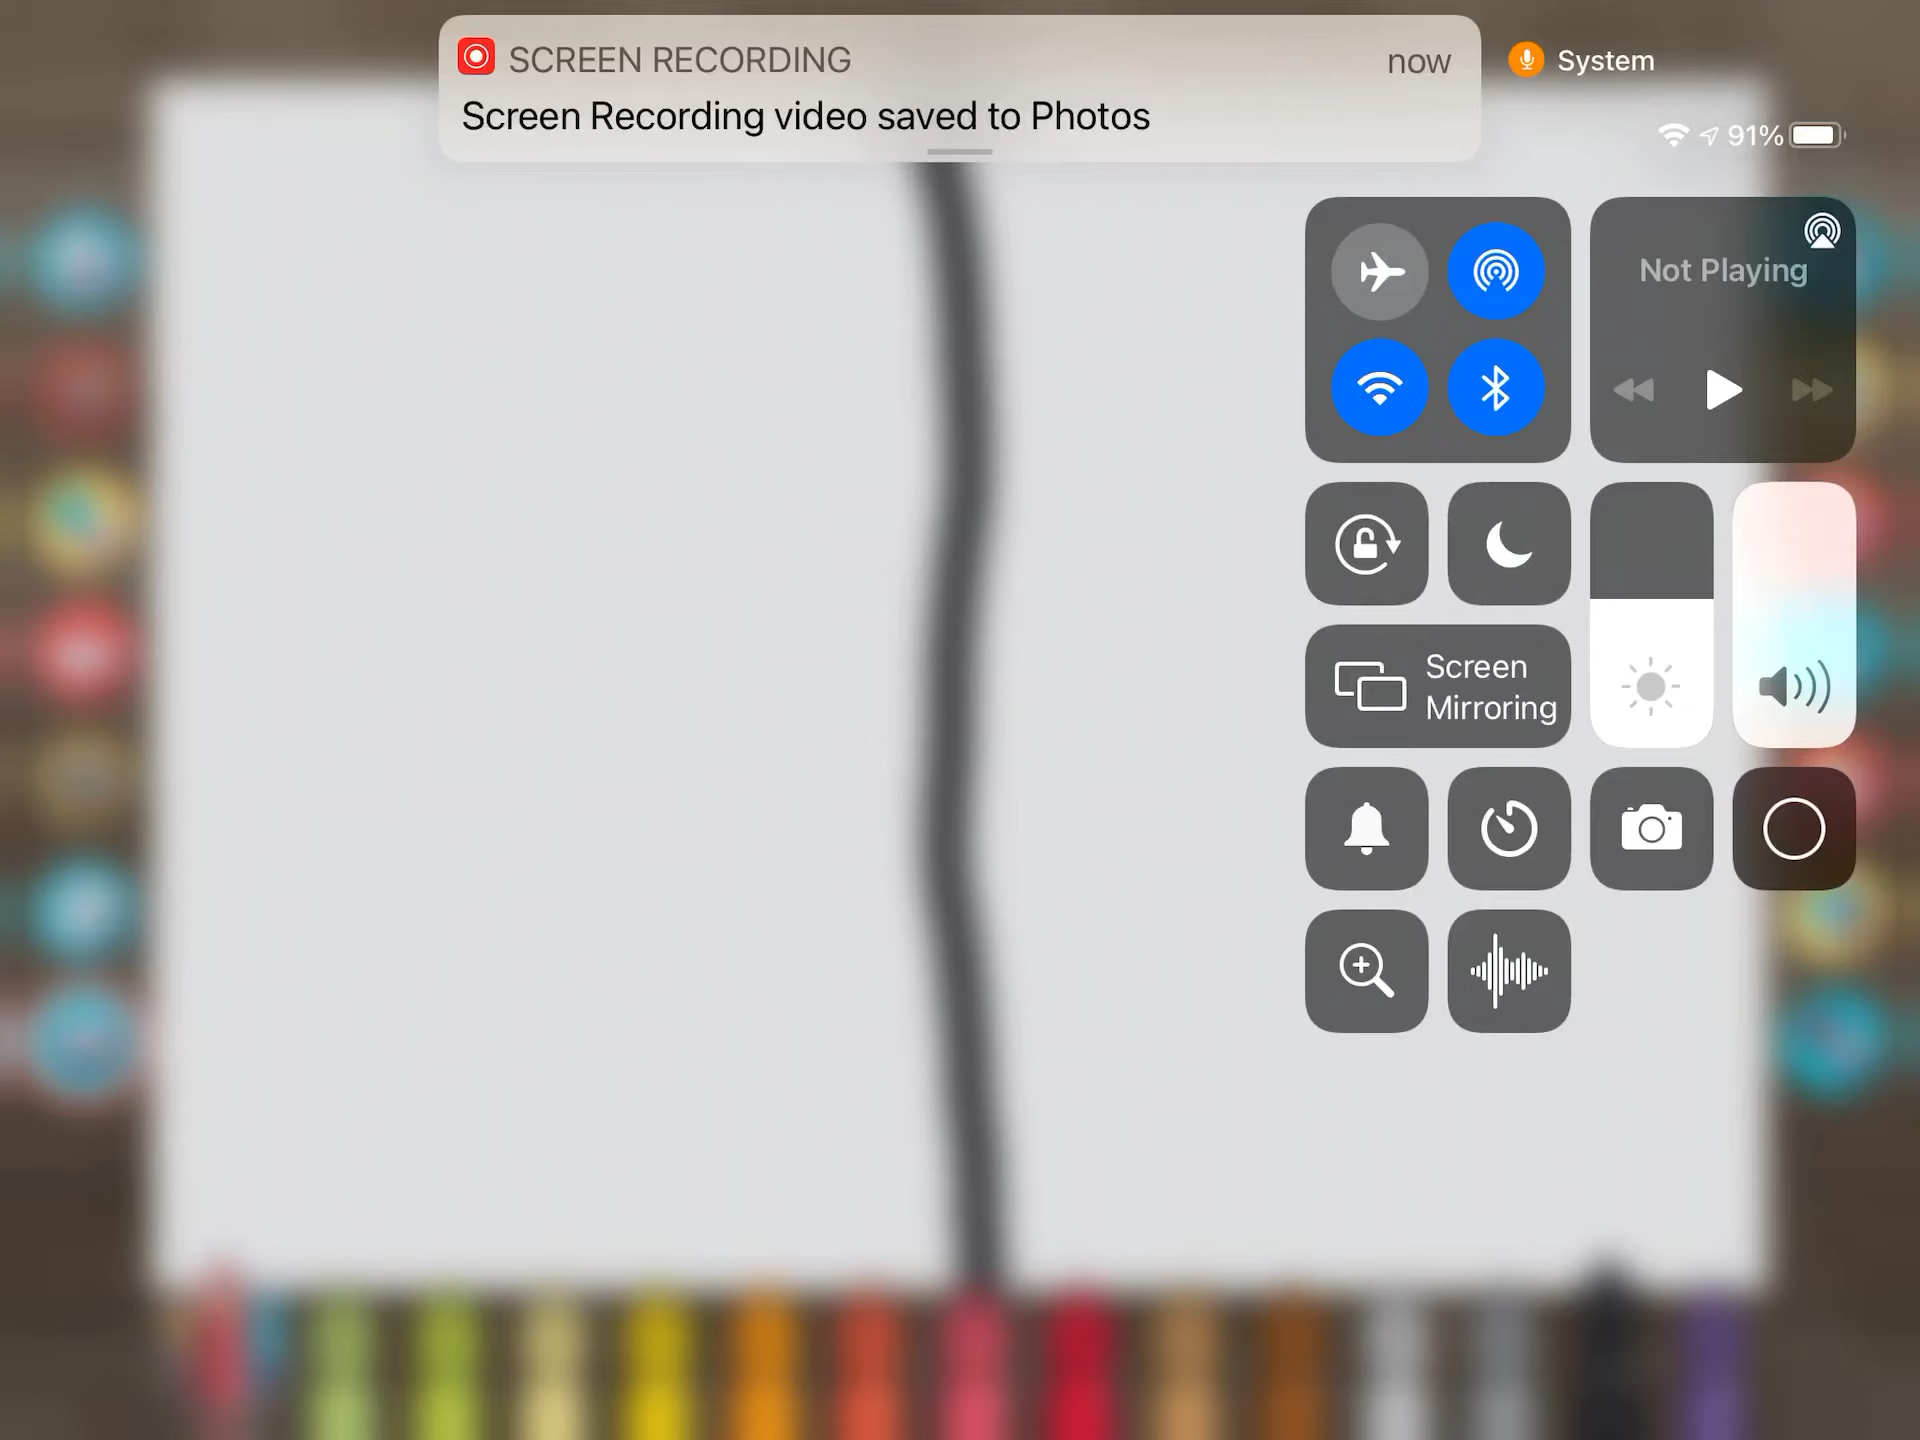 SCREEN RECORDING now
Screen Recording video saved to Photos
System
91%
Not Playing
Screen
Mirroring